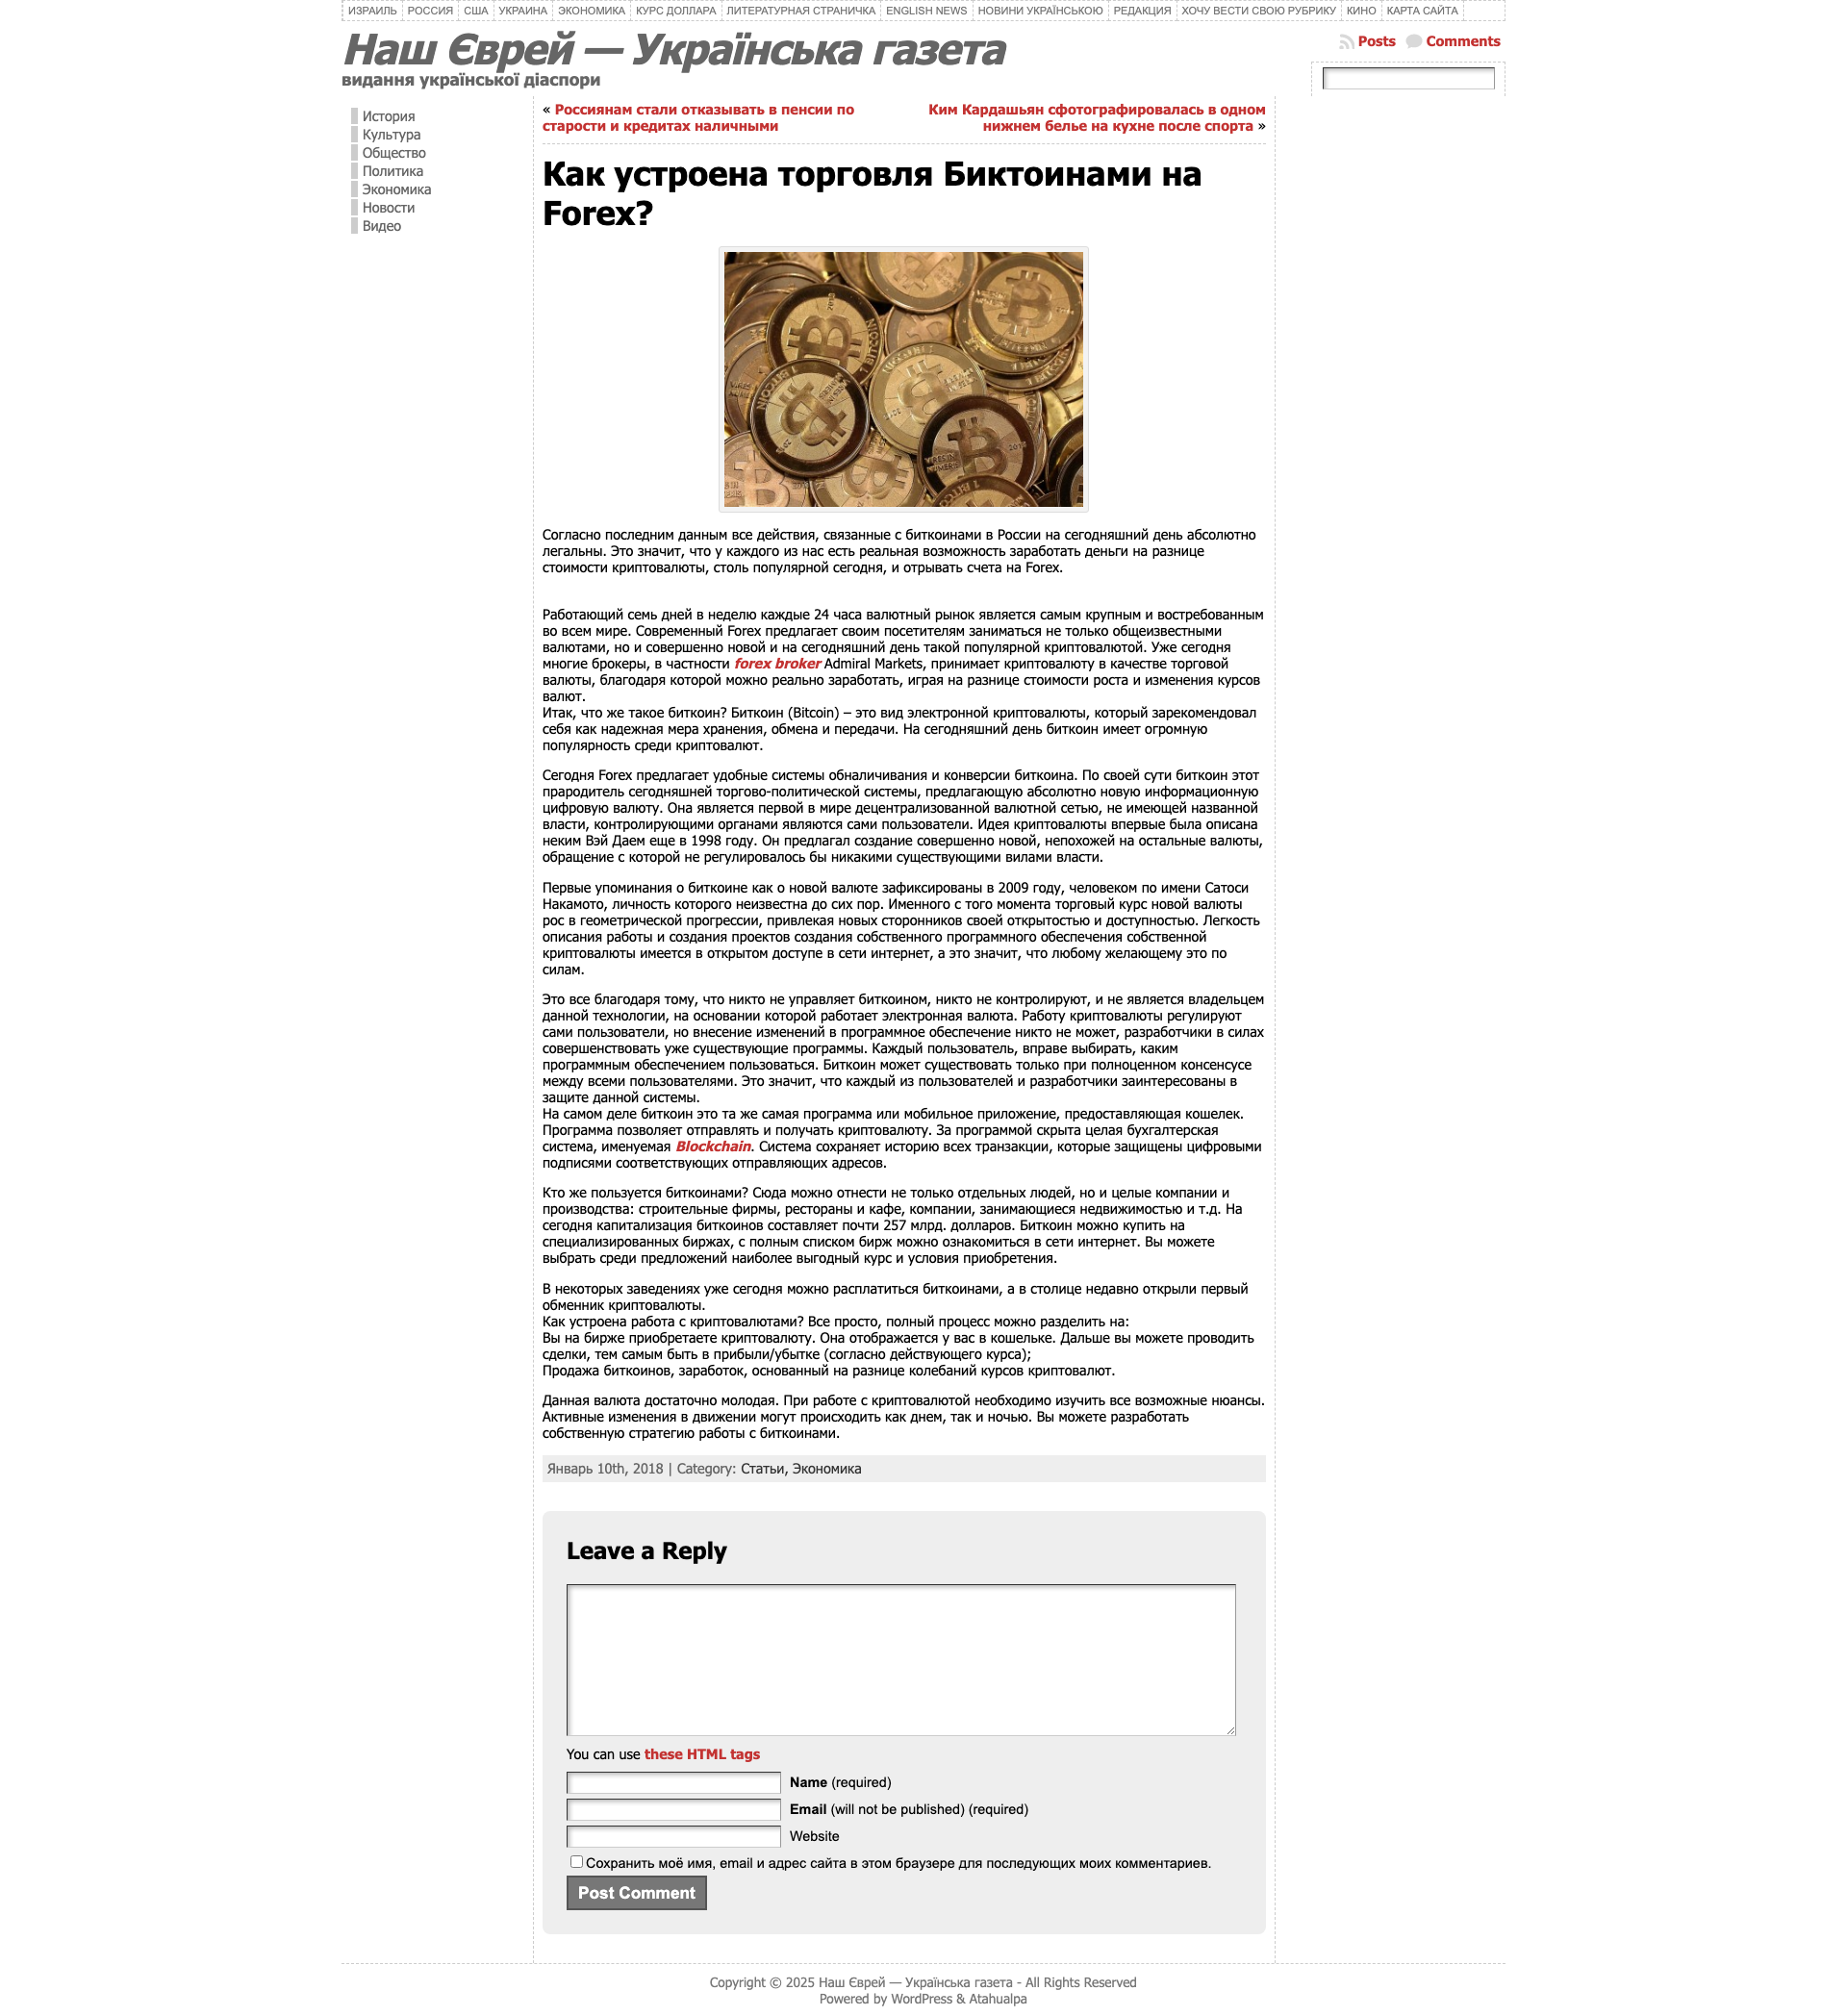 ИЗРАИЛЬ РОССИЯ США УКРАИНА ЭКОНОМИКА КУРС ДОЛЛАРА ЛИТЕРАТУРНАЯ СТРАНИЧКА ENGLISH NEWS НОВИНИ УКРАЇНСЬКОЮ РЕДАКЦИЯ ХОЧУ ВЕСТИ СВОЮ РУБРИКУ КИНО КАРТА САЙТА
Наш Єврей — Українська газета
видання української діаспори
Posts Comments
История
Культура
Общество
Политика
Экономика
Новости
Видео
« Россиянам стали отказывать в пенсии по
старости и кредитах наличными
Ким Кардашьян сфотографировалась в одном
нижнем белье на кухне после спорта »
Как устроена торговля Биктоинами на
Forex?
Согласно последним данным все действия, связанные с биткоинами в России на сегодняшний день абсолютно
легальны. Это значит, что у каждого из нас есть реальная возможность заработать деньги на разнице
стоимости криптовалюты, столь популярной сегодня, и отрывать счета на Forex.
Работающий семь дней в неделю каждые 24 часа валютный рынок является самым крупным и востребованным
во всем мире. Современный Forex предлагает своим посетителям заниматься не только общеизвестными
валютами, но и совершенно новой и на сегодняшний день такой популярной криптовалютой. Уже сегодня
многие брокеры, в частности forex broker Admiral Markets, принимает криптовалюту в качестве торговой
валюты, благодаря которой можно реально заработать, играя на разнице стоимости роста и изменения курсов
валют.
Итак, что же такое биткоин? Биткоин (Bitcoin) – это вид электронной криптовалюты, который зарекомендовал
себя как надежная мера хранения, обмена и передачи. На сегодняшний день биткоин имеет огромную
популярность среди криптовалют.
Сегодня Forex предлагает удобные системы обналичивания и конверсии биткоина. По своей сути биткоин этот
прародитель сегодняшней торгово-политической системы, предлагающую абсолютно новую информационную
цифровую валюту. Она является первой в мире децентрализованной валютной сетью, не имеющей названной
власти, контролирующими органами являются сами пользователи. Идея криптовалюты впервые была описана
неким Вэй Даем еще в 1998 году. Он предлагал создание совершенно новой, непохожей на остальные валюты,
обращение с которой не регулировалось бы никакими существующими вилами власти.
Первые упоминания о биткоине как о новой валюте зафиксированы в 2009 году, человеком по имени Сатоси
Накамото, личность которого неизвестна до сих пор. Именного с того момента торговый курс новой валюты
рос в геометрической прогрессии, привлекая новых сторонников своей открытостью и доступностью. Легкость
описания работы и создания проектов создания собственного программного обеспечения собственной
криптовалюты имеется в открытом доступе в сети интернет, а это значит, что любому желающему это по
силам.
Это все благодаря тому, что никто не управляет биткоином, никто не контролируют, и не является владельцем
данной технологии, на основании которой работает электронная валюта. Работу криптовалюты регулируют
сами пользователи, но внесение изменений в программное обеспечение никто не может, разработчики в силах
совершенствовать уже существующие программы. Каждый пользователь, вправе выбирать, каким
программным обеспечением пользоваться. Биткоин может существовать только при полноценном консенсусе
между всеми пользователями. Это значит, что каждый из пользователей и разработчики заинтересованы в
защите данной системы.
На самом деле биткоин это та же самая программа или мобильное приложение, предоставляющая кошелек.
Программа позволяет отправлять и получать криптовалюту. За программой скрыта целая бухгалтерская
система, именуемая Blockchain. Система сохраняет историю всех транзакции, которые защищены цифровыми
подписями соответствующих отправляющих адресов.
Кто же пользуется биткоинами? Сюда можно отнести не только отдельных людей, но и целые компании и
производства: строительные фирмы, рестораны и кафе, компании, занимающиеся недвижимостью и т.д. На
сегодня капитализация биткоинов составляет почти 257 млрд. долларов. Биткоин можно купить на
специализированных биржах, с полным списком бирж можно ознакомиться в сети интернет. Вы можете
выбрать среди предложений наиболее выгодный курс и условия приобретения.
В некоторых заведениях уже сегодня можно расплатиться биткоинами, а в столице недавно открыли первый
обменник криптовалюты.
Как устроена работа с криптовалютами? Все просто, полный процесс можно разделить на:
Вы на бирже приобретаете криптовалюту. Она отображается у вас в кошельке. Дальше вы можете проводить
сделки, тем самым быть в прибыли/убытке (согласно действующего курса);
Продажа биткоинов, заработок, основанный на разнице колебаний курсов криптовалют.
Данная валюта достаточно молодая. При работе с криптовалютой необходимо изучить все возможные нюансы.
Активные изменения в движении могут происходить как днем, так и ночью. Вы можете разработать
собственную стратегию работы с биткоинами.
Январь 10th, 2018 | Category: Статьи, Экономика
Leave a Reply
You can use these HTML tags
Name (required)
Email (will not be published) (required)
Website
Сохранить моё имя, email и адрес сайта в этом браузере для последующих моих комментариев.
Post Comment
Copyright © 2025 Наш Єврей — Українська газета - All Rights Reserved
Powered by WordPress & Atahualpa